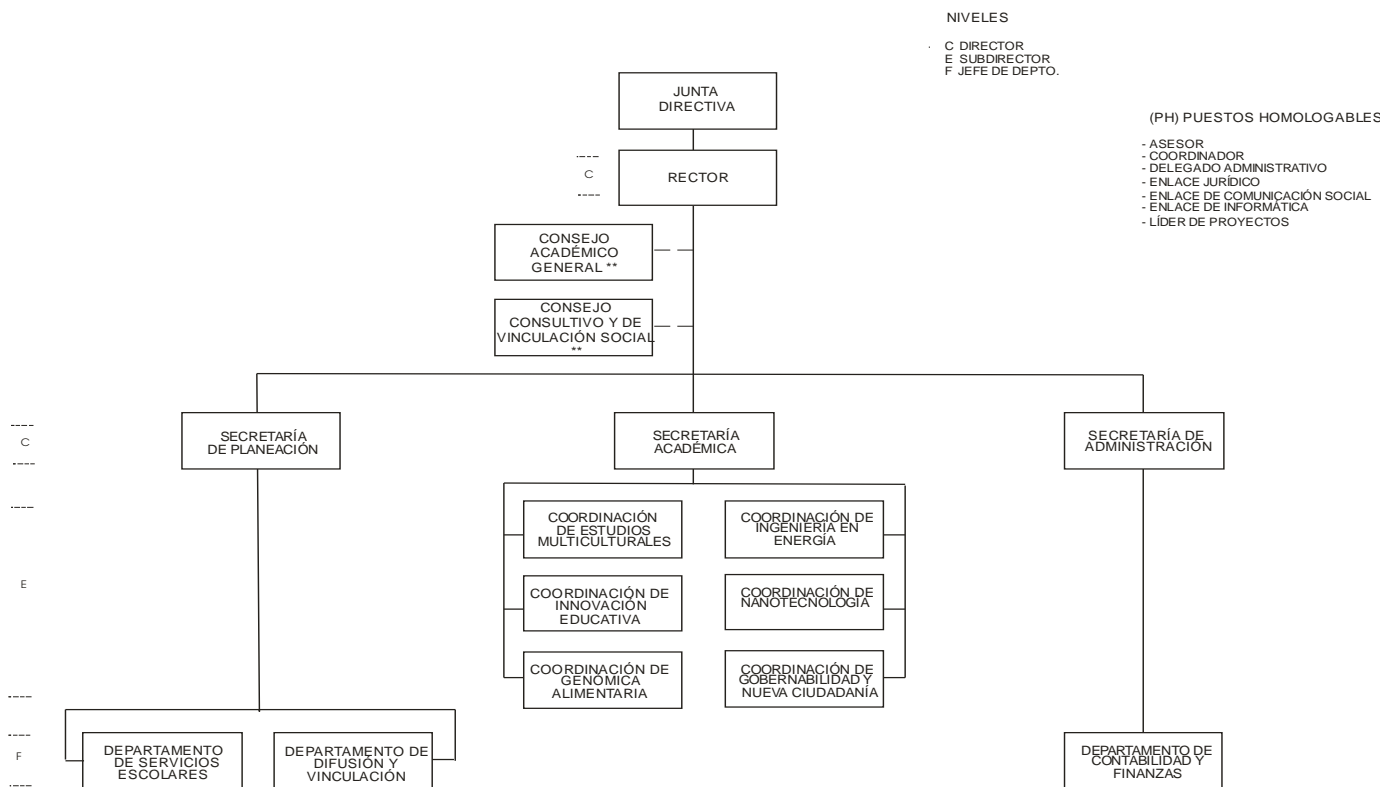 NIVELES
C DIRECTOR
E SUBDIRECTOR
F JEFE DE DEPTO.
JUNTA
DIRECTIVA
(PH) PUESTOS HOMOLOGABLES
- ASESOR
- COORDINADOR
- DELEGADO ADMINISTRATIVO
- ENLACE JURÍDICO
- ENLACE DE COMUNICACIÓN SOCIAL
- ENLACE DE INFORMÁTICA
- LÍDER DE PROYECTOS
C
RECTOR
CONSEJO
ACADÉMICO
GENERAL **
CONSEJO
CONSULTIVO Y DE
VINCULACIÓN SOCIAL
**
C
SECRETARÍA
DE PLANEACIÓN
SECRETARÍA
ACADÉMICA
SECRETARÍA DE
ADMINISTRACIÓN
E
COORDINACIÓN
DE ESTUDIOS
MULTICULTURALES
COORDINACIÓN DE
INGENIERÍA EN
ENERGÍA
COORDINACIÓN DE
INNOVACIÓN
EDUCATIVA
COORDINACIÓN DE
NANOTECNOLOGÍA
COORDINACIÓN DE
GENÓMICA
ALIMENTARIA
COORDINACIÓN DE
GOBERNABILIDAD Y
NUEVA CIUDADANÍA
F
DEPARTAMENTO
DE SERVICIOS
ESCOLARES
DEPARTAMENTO DE
DIFUSIÓN Y
VINCULACIÓN
DEPARTAMENTO DE
CONTABILIDAD Y
FINANZAS